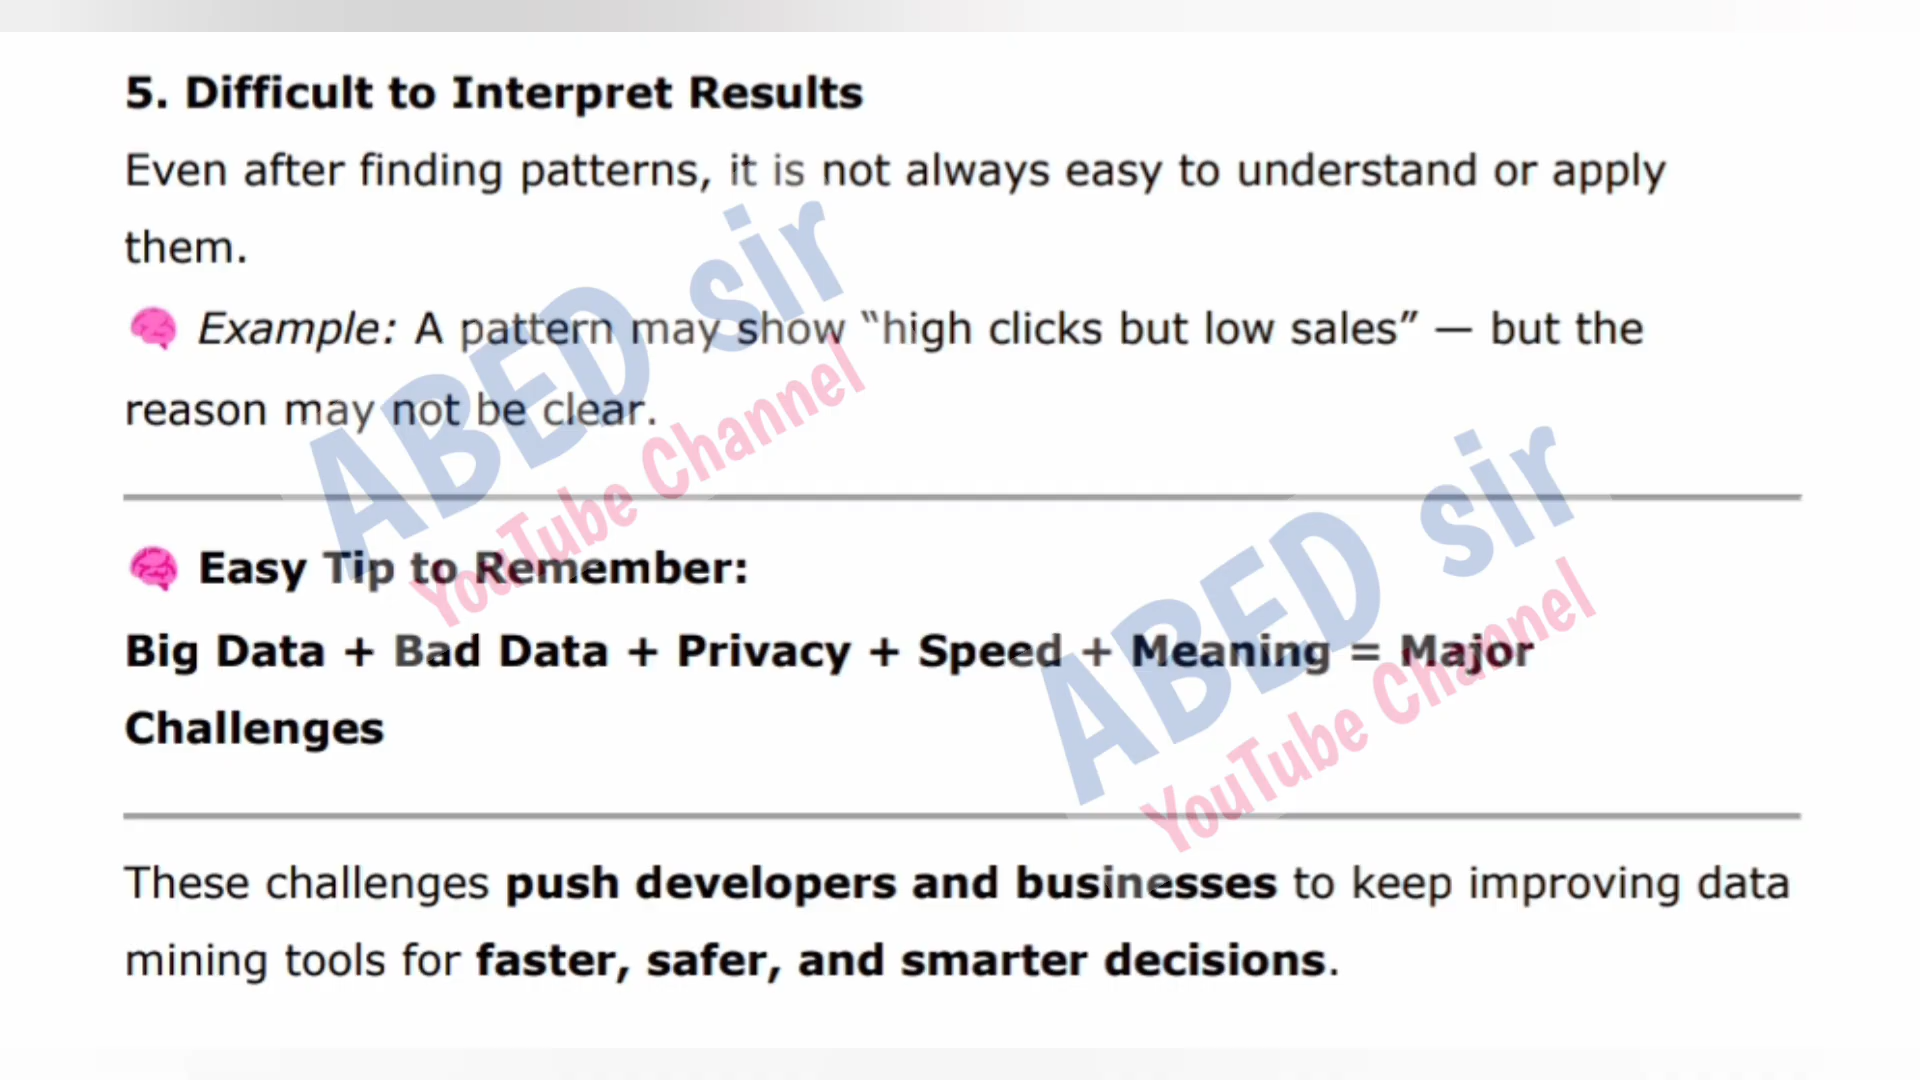 5. Difficult to Interpret Results
Even after finding patterns, it is not always easy to understand or apply
them.
🧠 Example: A pattern may show “high clicks but low sales” — but the
reason may not be clear.
ABED sir
YouTube Channel
🧠 Easy Tip to Remember:
Big Data + Bad Data + Privacy + Speed + Meaning = Major
Challenges
ABED sir
YouTube Channel
These challenges push developers and businesses to keep improving data
mining tools for faster, safer, and smarter decisions.